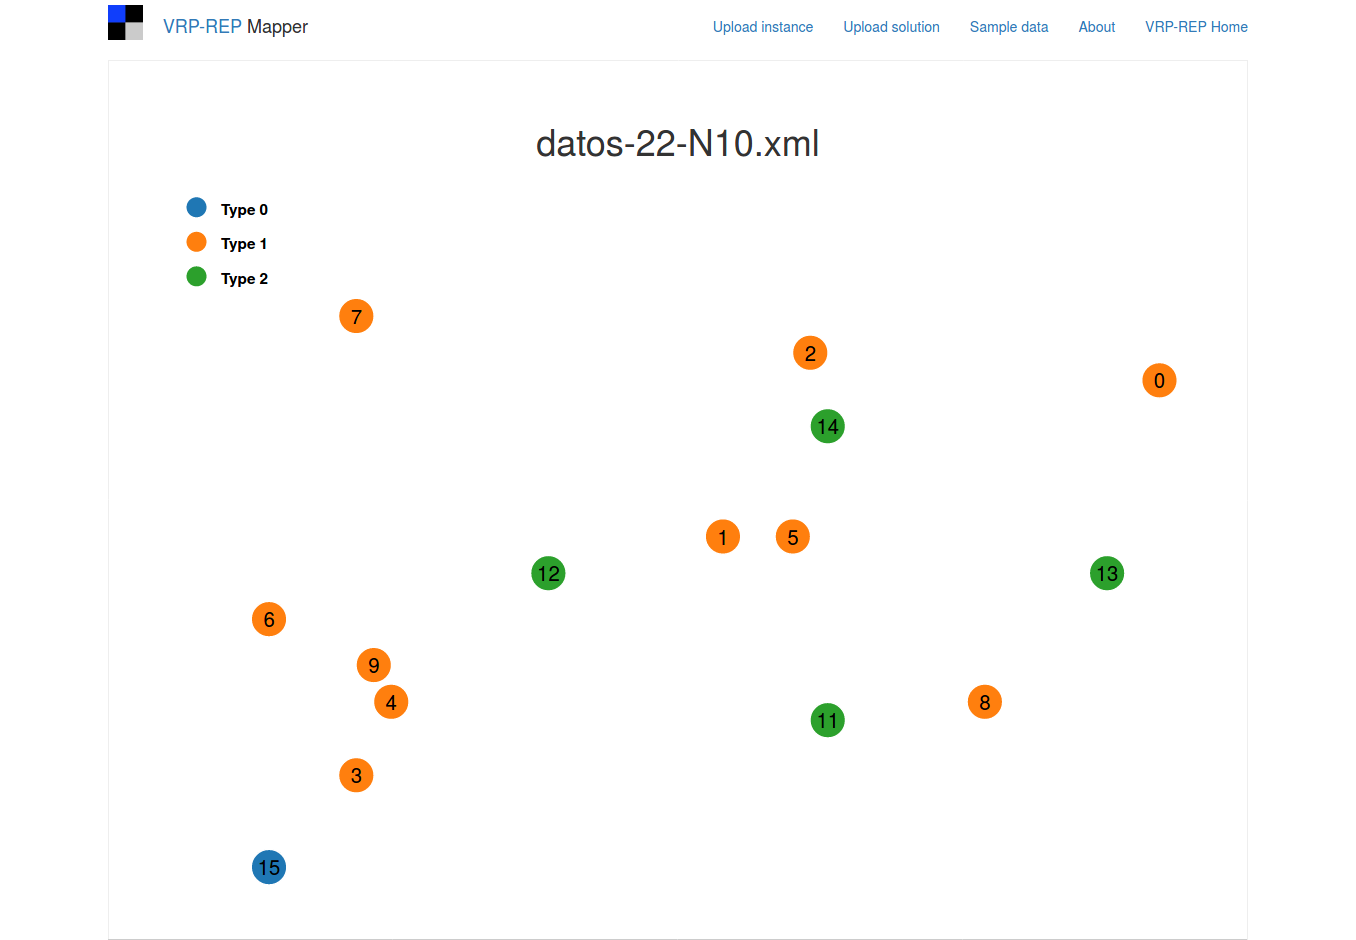 VRP-REP Mapper
Upload instance Upload solution Sample data About VRP-REP Home
datos-22-N10.xml
Type 0
Type 1
Type 2
7
2
0
14
1 5
12 13
6
9
4 8
11
3
15